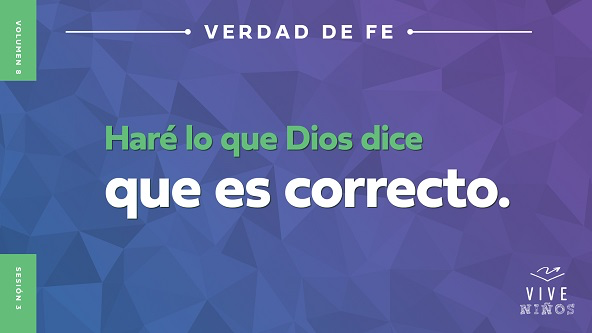 VOLUMEN 8
VERDAD DE FE
Haré lo que Dios dice
que es correcto.
SESIÓN 3
VIVE
NIÑOS